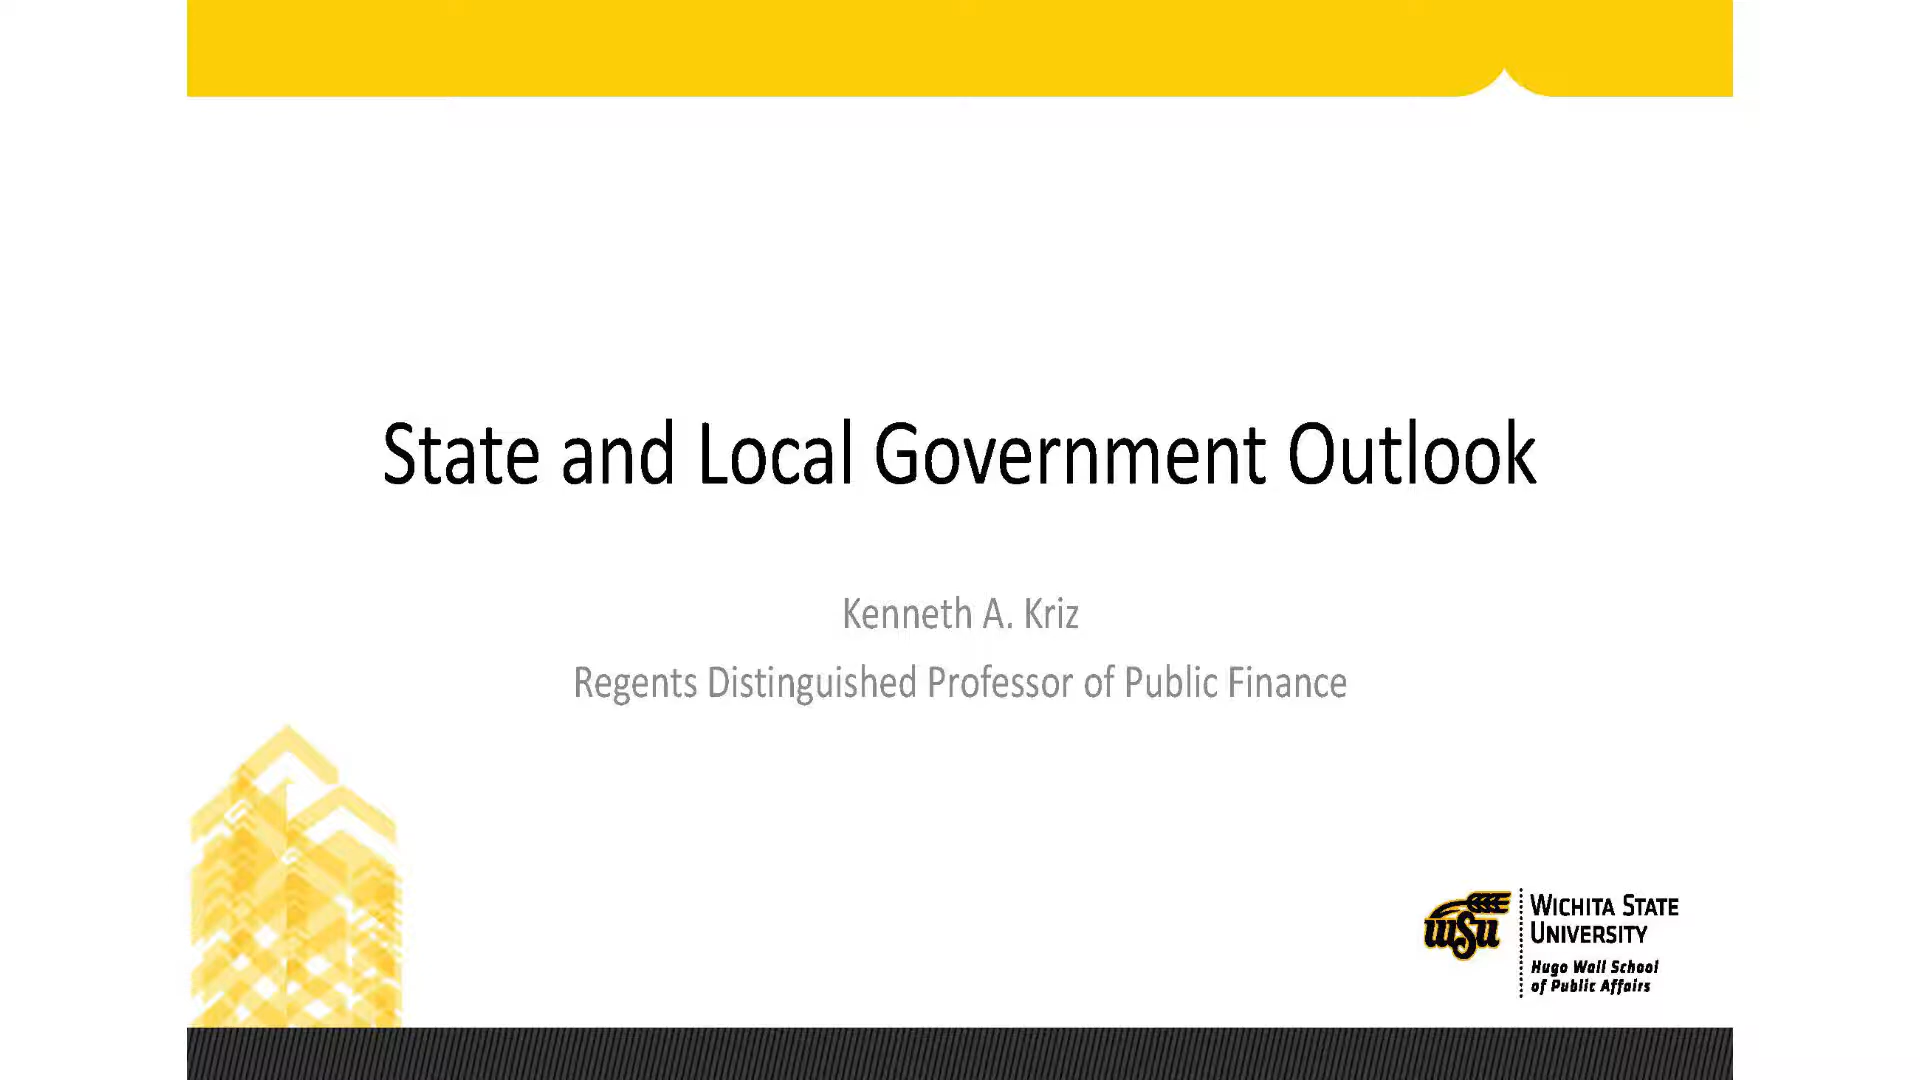 State and Local Government Outlook
Kenneth A. Kriz
Regents Distinguished Professor of Public Finance
WSU
WICHITA STATE
UNIVERSITY
Hugo Wall School
of Public Affairs